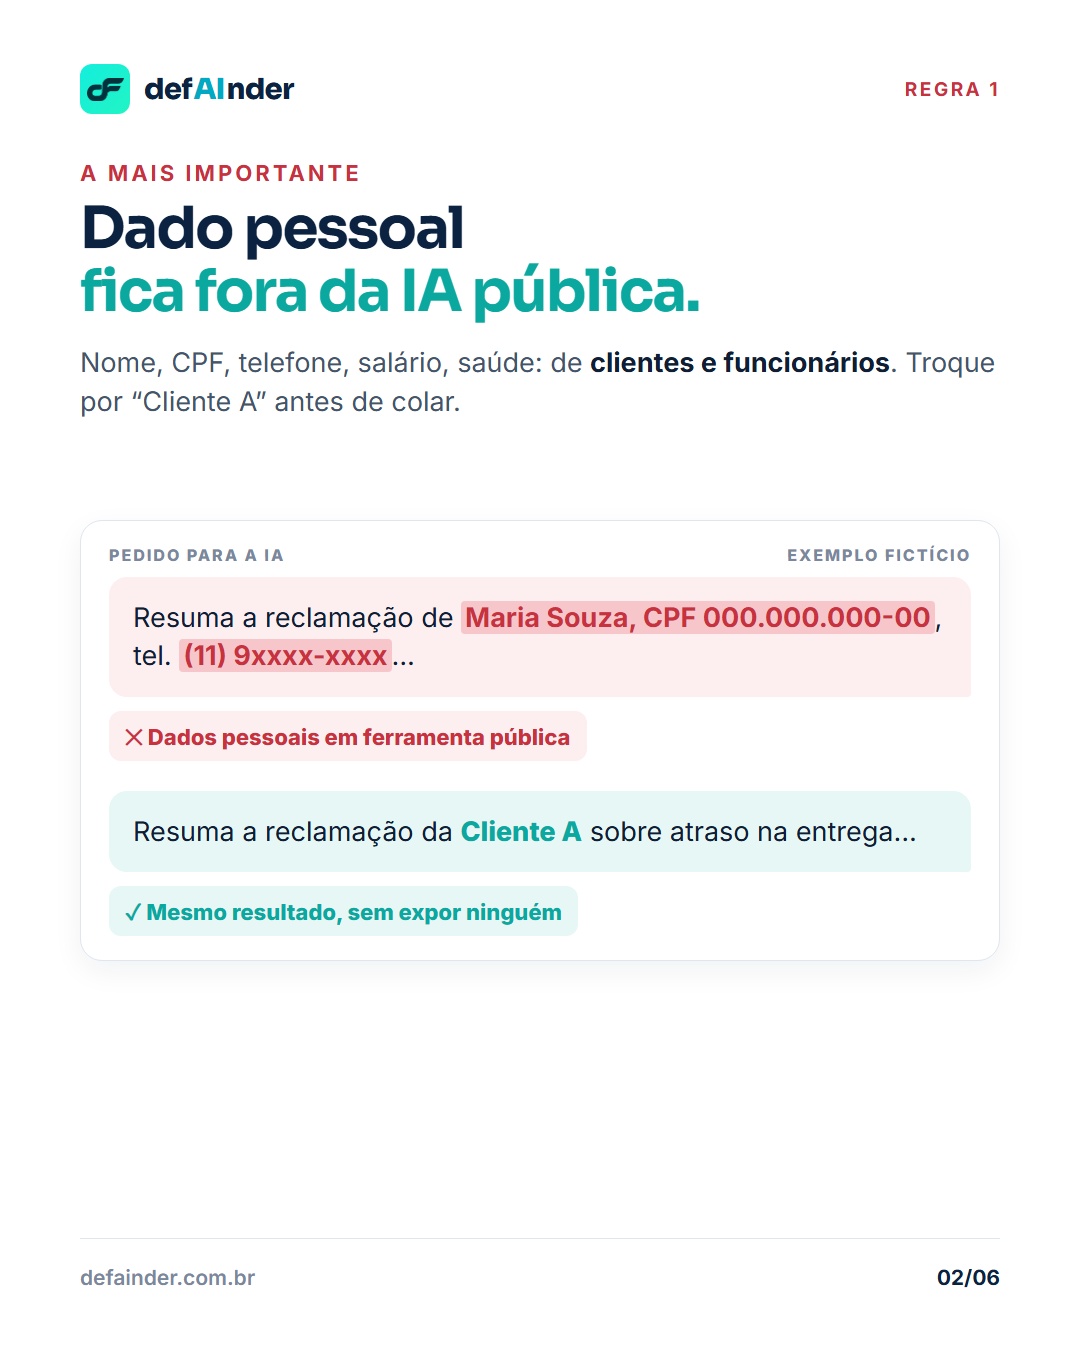 defAInder
REGRA 1
A MAIS IMPORTANTE
Dado pessoal
fica fora da IA pública.
Nome, CPF, telefone, salário, saúde: de clientes e funcionários. Troque
por “Cliente A” antes de colar.
PEDIDO PARA A IA
EXEMPLO FICTÍCIO
Resuma a reclamação de Maria Souza, CPF 000.000.000-00,
tel. (11) 9xxxx-xxxx...
✕ Dados pessoais em ferramenta pública
Resuma a reclamação da Cliente A sobre atraso na entrega...
✓ Mesmo resultado, sem expor ninguém
defainder.com.br
02/06